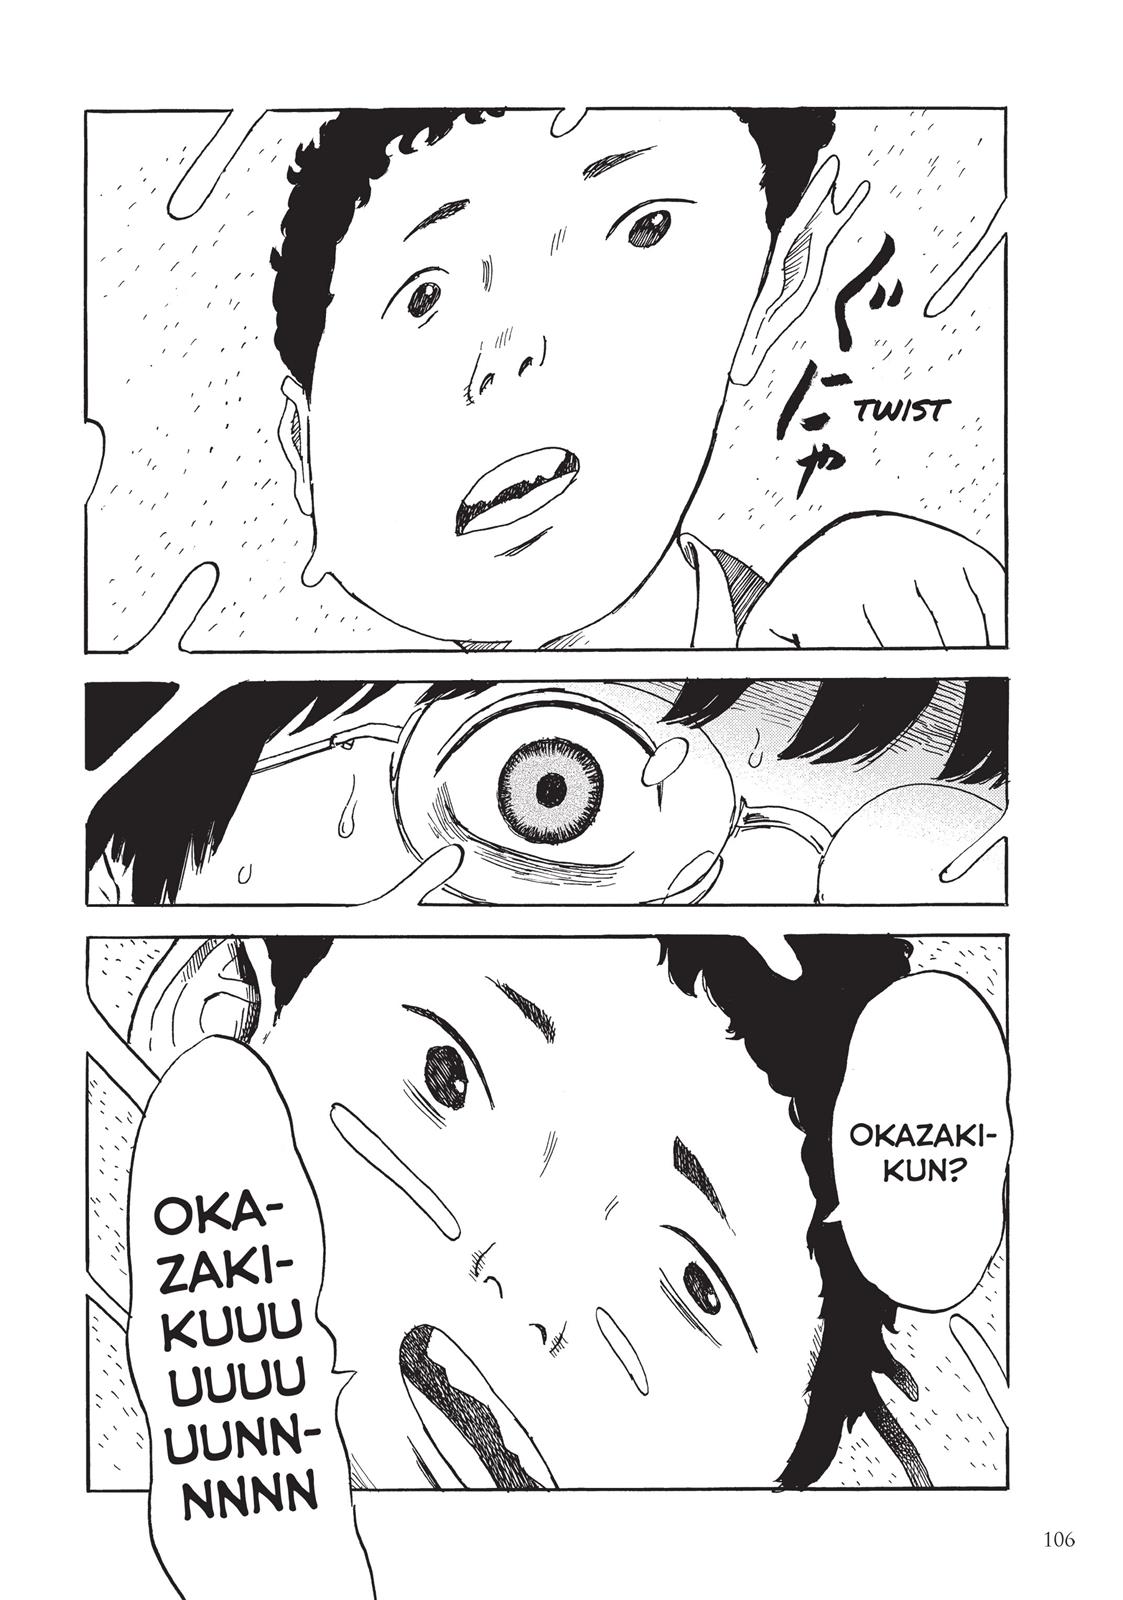 ぐにゃ
TWIST
OKAZAKI-
KUN?
OKA-
ZAKI-
KUUU
UUUU
UUNN-
NNNN
106